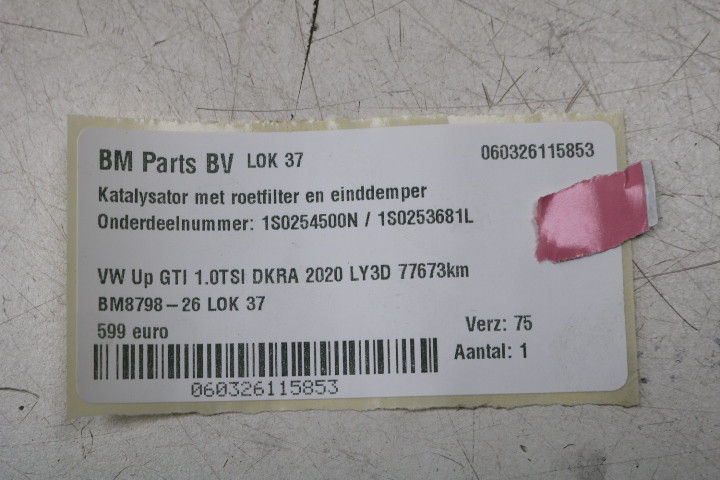 BM Parts BV LOK 37 060326115853
Katalysator met roetfilter en einddemper
Onderdeelnummer: 1S0254500N / 1S0253681L
VW Up GTI 1.0TSI DKRA 2020 LY3D 77673km
BM8798-26 LOK 37
599 euro
Verz: 75
Aantal: 1
060326115853